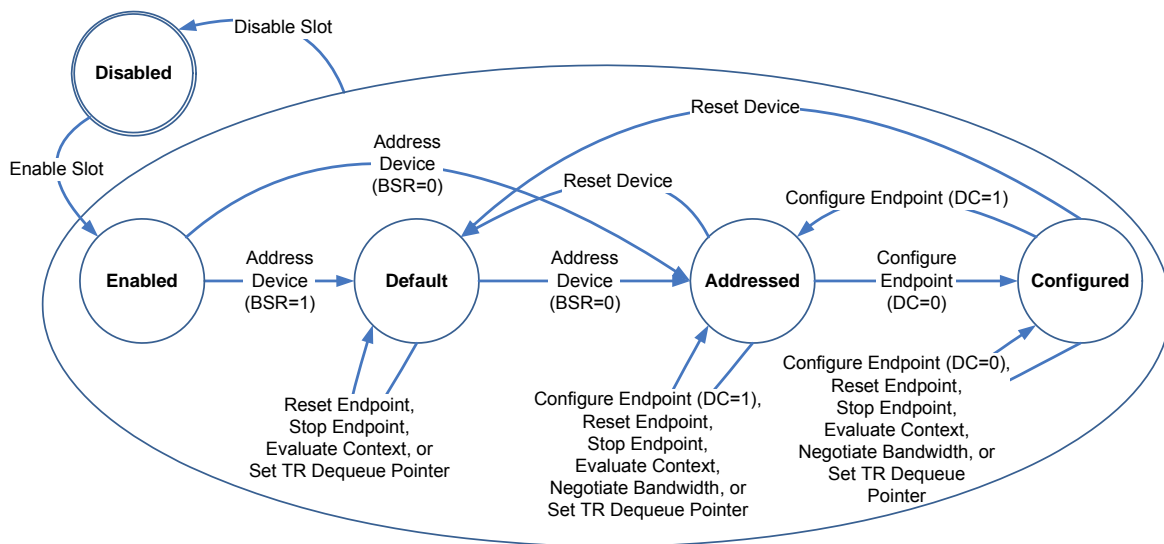 Disable Slot
Disabled
Enable Slot
Reset Device
Address
Device
(BSR=0)
Reset Device
Configure Endpoint (DC=1)
Enabled
Address
Device
(BSR=1)
Default
Address
Device
(BSR=0)
Addressed
Configure
Endpoint
(DC=0)
Configured
Reset Endpoint,
Stop Endpoint,
Evaluate Context, or
Set TR Dequeue Pointer
Configure Endpoint (DC=1),
Reset Endpoint,
Stop Endpoint,
Evaluate Context,
Negotiate Bandwidth, or
Set TR Dequeue Pointer
Configure Endpoint (DC=0),
Reset Endpoint,
Stop Endpoint,
Evaluate Context,
Negotiate Bandwidth, or
Set TR Dequeue
Pointer